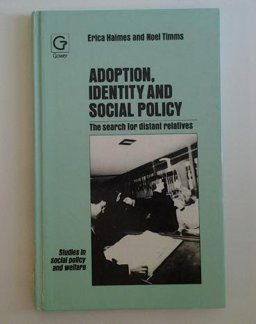 G
Gower
Erica Haimes and Noel Timms
ADOPTION,
IDENTITY AND
SOCIAL POLICY
The search for distant relatives
Studies in
social policy
and welfare